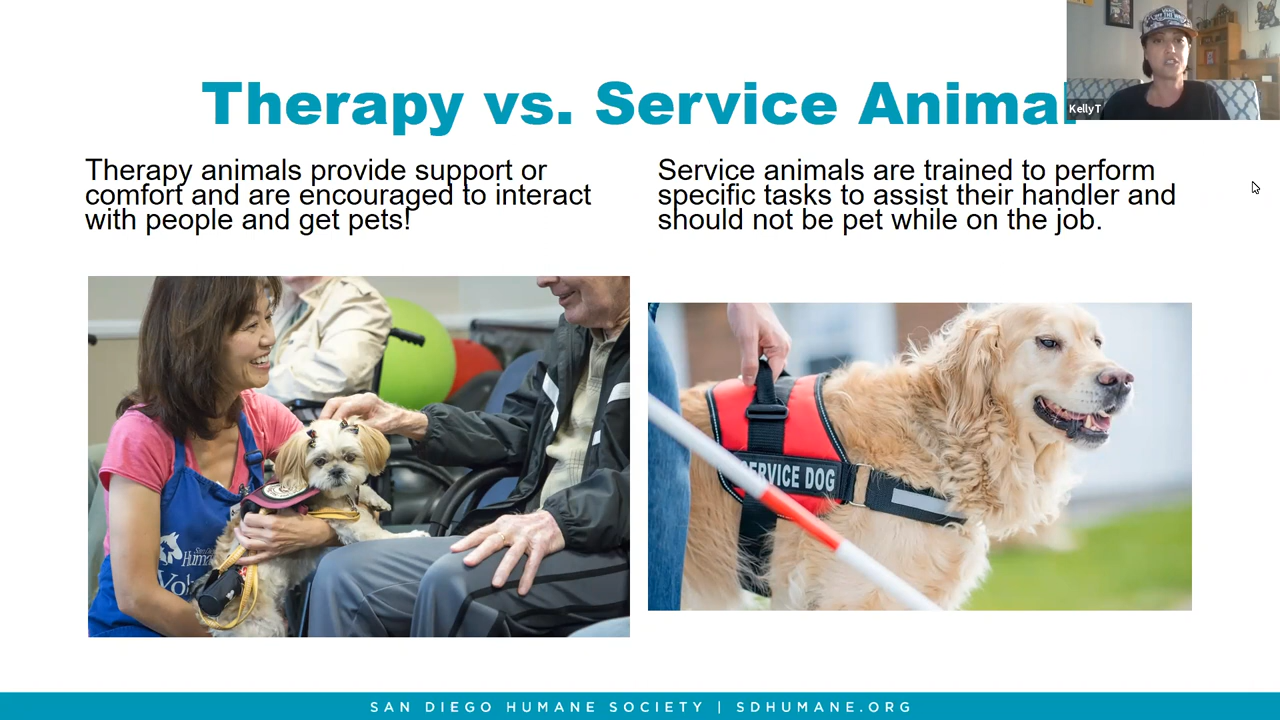 Therapy vs. Service Animal
KellyT
Therapy animals provide support or
comfort and are encouraged to interact
with people and get pets!
Service animals are trained to perform
specific tasks to assist their handler and
should not be pet while on the job.
SERVICE DOG
SAN DIEGO HUMANE SOCIETY | SDHUMANE.ORG